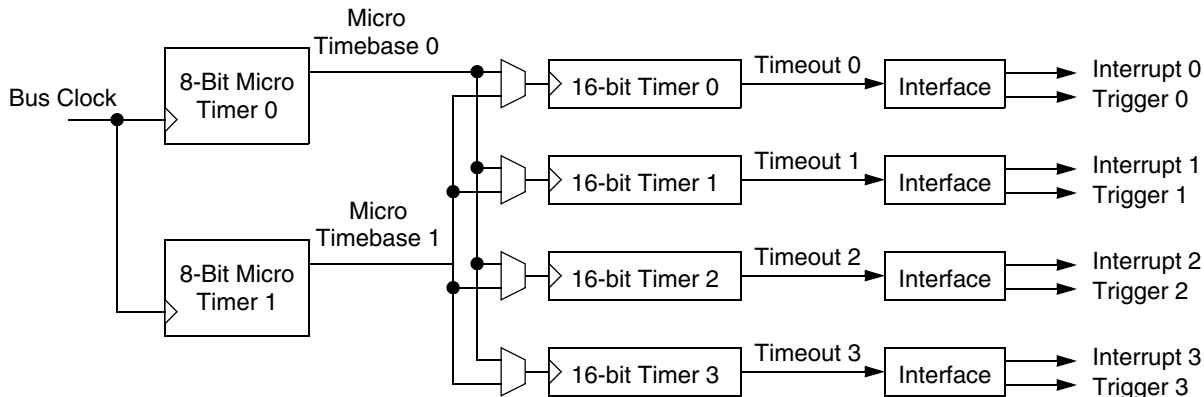 Micro
Timebase 0
Bus Clock
8-Bit Micro
Timer 0
16-bit Timer 0
Timeout 0
Interface
Interrupt 0
Trigger 0
16-bit Timer 1
Timeout 1
Interface
Interrupt 1
Trigger 1
Micro
Timebase 1
8-Bit Micro
Timer 1
16-bit Timer 2
Timeout 2
Interface
Interrupt 2
Trigger 2
16-bit Timer 3
Timeout 3
Interface
Interrupt 3
Trigger 3